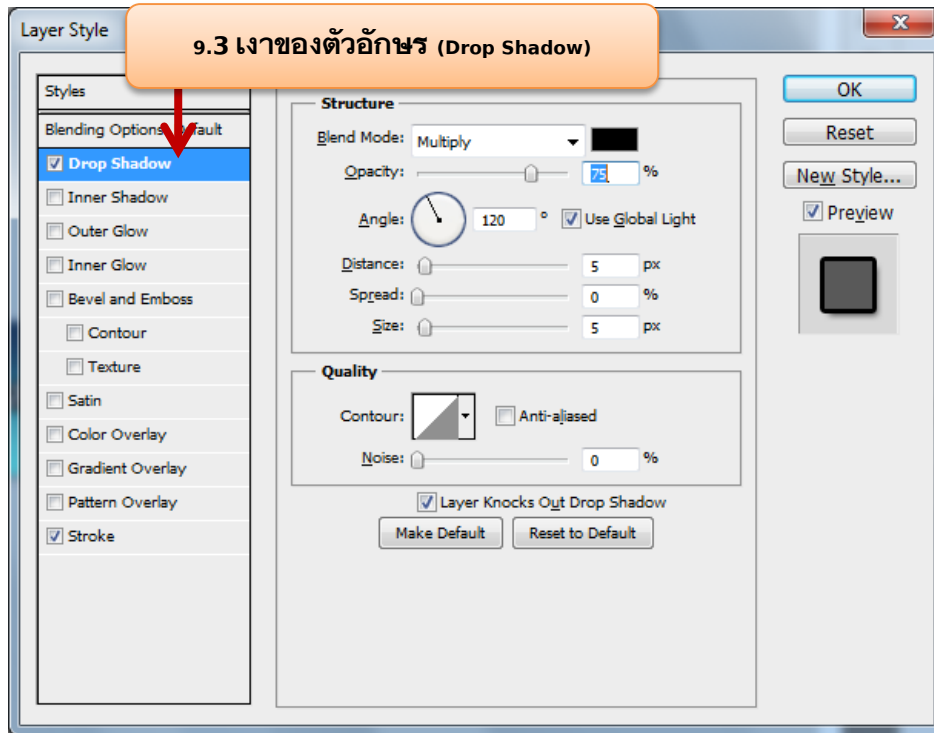 Layer Style
9.3 เงาของตัวอักษร (Drop Shadow)
Styles
Blending Options: Default
Drop Shadow
Inner Shadow
Outer Glow
Inner Glow
Bevel and Emboss
Contour
Texture
Satin
Color Overlay
Gradient Overlay
Pattern Overlay
Stroke
Structure
Blend Mode: Multiply
Opacity: 75 %
Angle: 120 ° Use Global Light
Distance: 5 px
Spread: 0 %
Size: 5 px
Quality
Contour: Anti-aliased
Noise: 0 %
Layer Knocks Out Drop Shadow
Make Default Reset to Default
OK
Reset
New Style...
Preview